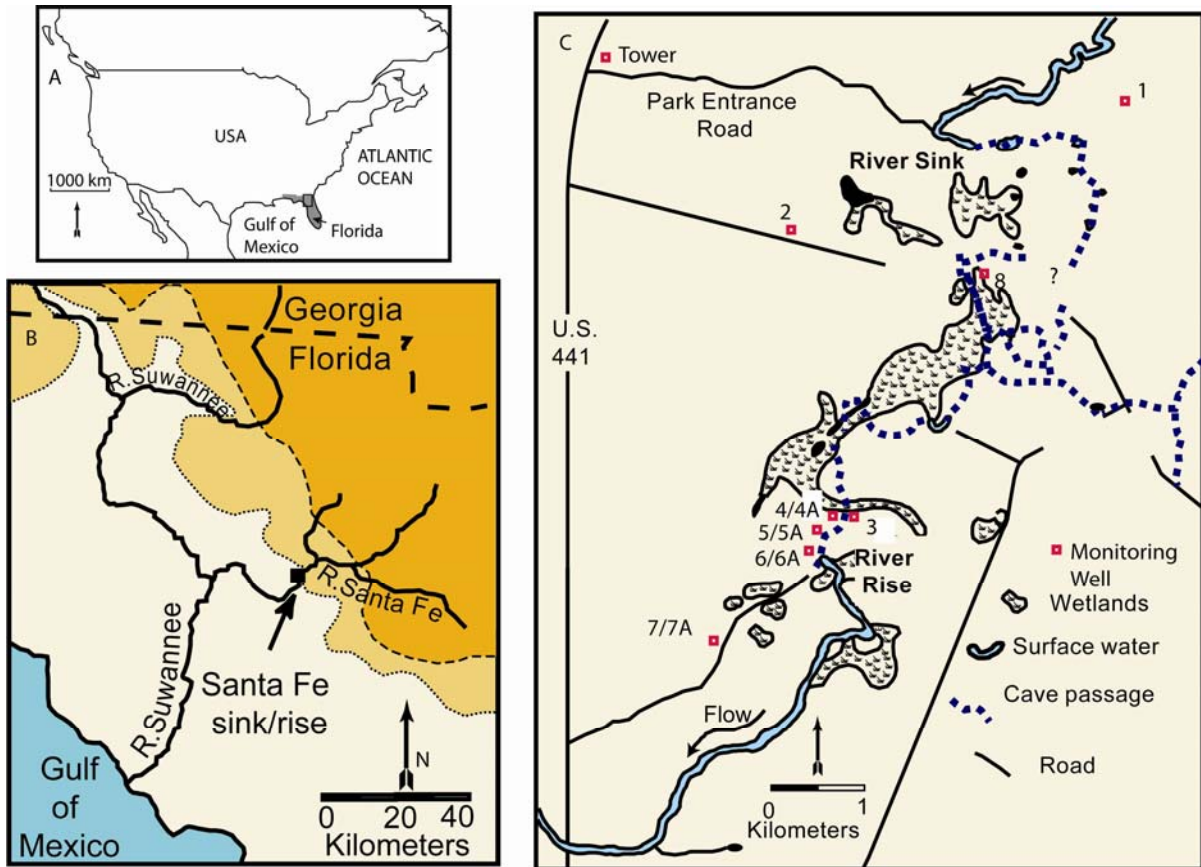 A
USA
ATLANTIC
OCEAN
1000 km
Gulf of
Mexico
Florida
B
Georgia
Florida
R.Suwannee
R.Santa Fe
R.Suwannee
Santa Fe
sink/rise
Gulf
of
Mexico
N
0 20 40
Kilometers
C
Tower
1
Park Entrance
Road
River Sink
2
8
?
U.S.
441
4/4A
3
5/5A
6/6A
River
Rise
7/7A
Flow
0 1
Kilometers
Monitoring
Well
Wetlands
Surface water
Cave passage
Road